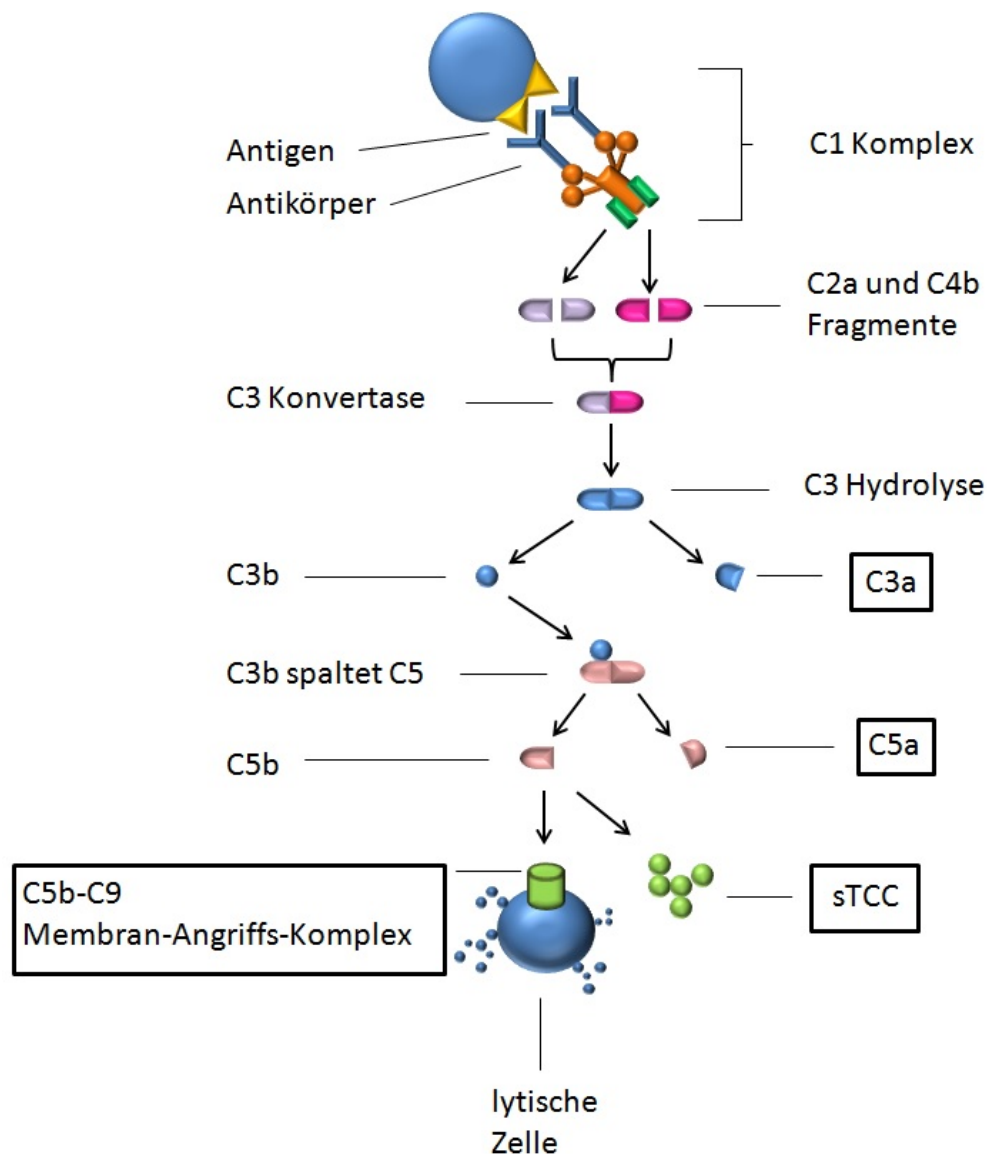 C1 Komplex
Antigen
Antikörper
C2a und C4b
Fragmente
C3 Konvertase
C3 Hydrolyse
C3b
C3a
C3b spaltet C5
C5b
C5a
C5b-C9
Membran-Angriffs-Komplex
sTCC
lytische
Zelle